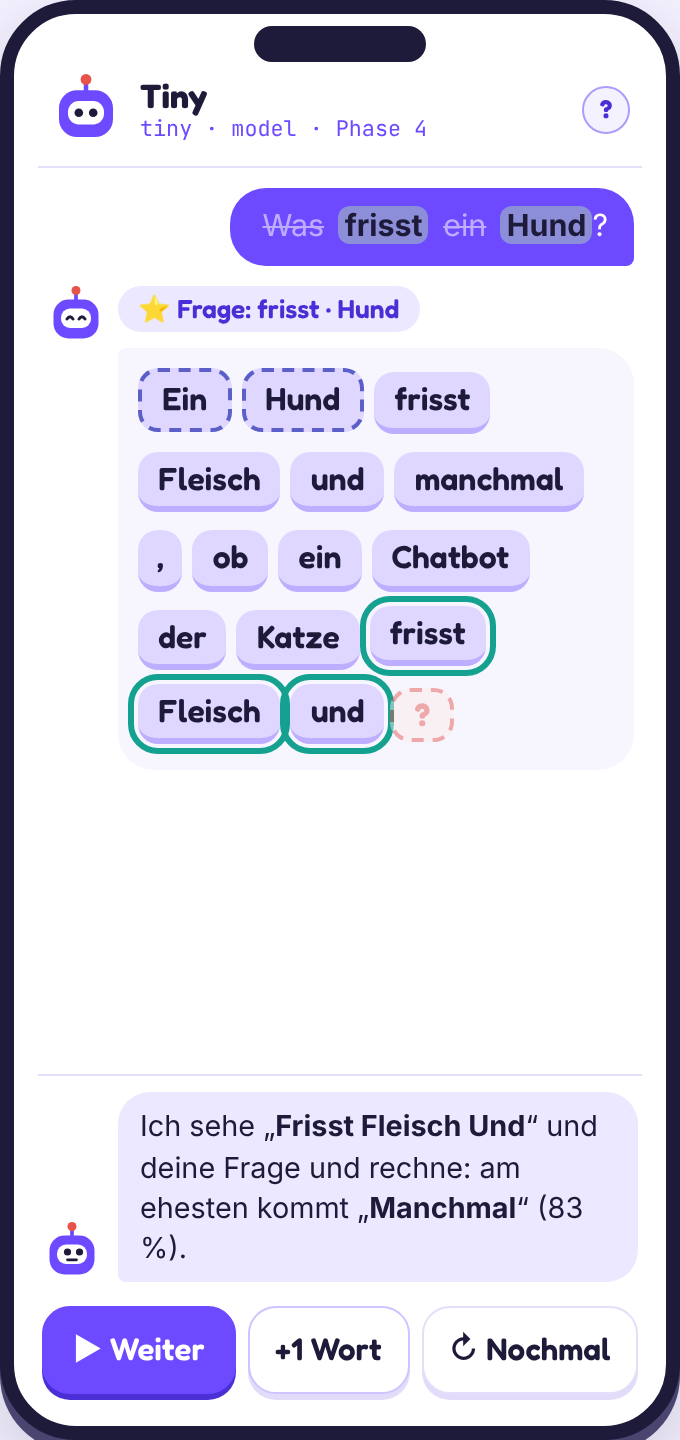 Tiny
tiny · model · Phase 4
?
Was frisst ein Hund?
⭐ Frage: frisst · Hund
Ein Hund frisst
Fleisch und manchmal
, ob ein Chatbot
der Katze frisst
Fleisch und ?
Ich sehe „Frisst Fleisch Und“ und
deine Frage und rechne: am
ehesten kommt „Manchmal“ (83
%).
▶ Weiter +1 Wort ↻ Nochmal